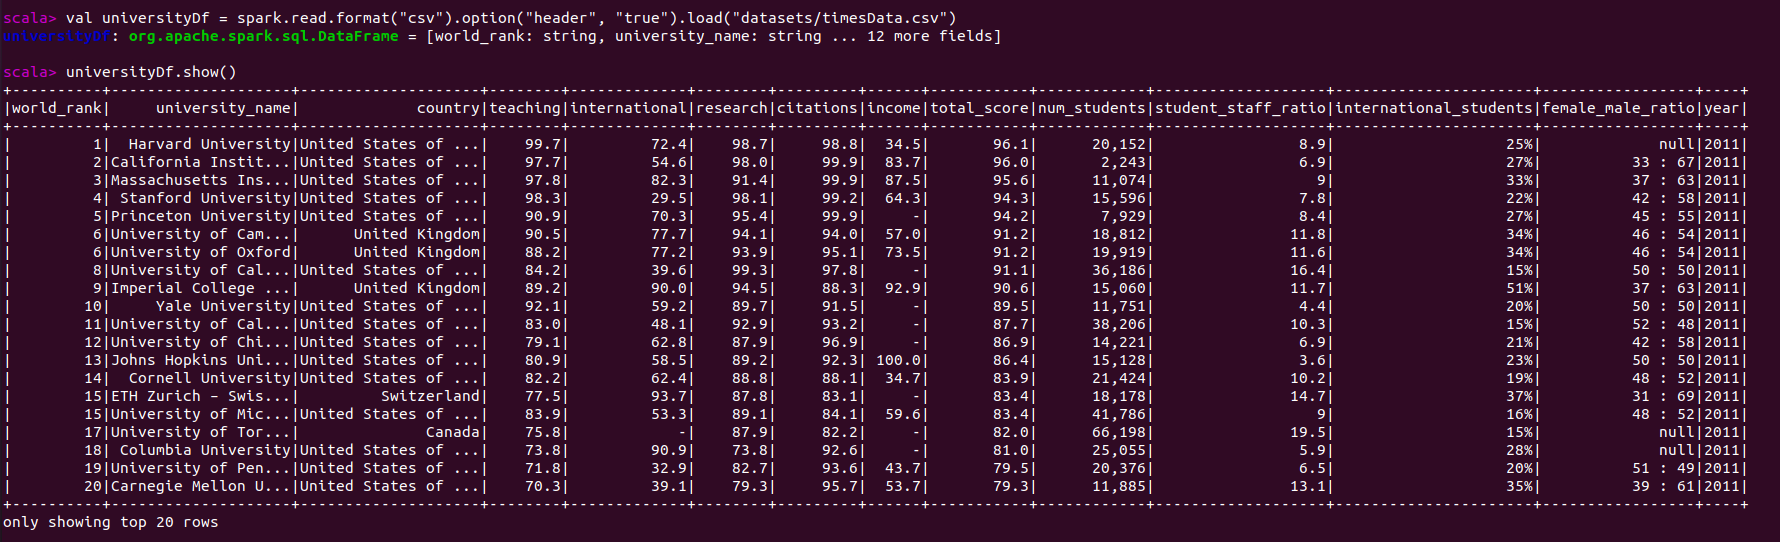 scala> val universityDf = spark.read.format("csv").option("header", "true").load("datasets/timesData.csv")
universityDf: org.apache.spark.sql.DataFrame = [world_rank: string, university_name: string ... 12 more fields]
scala> universityDf.show()
+----------+--------------------+--------------------+--------+-------------+--------+---------+------+-----------+------------+-------------------+----------------------+-----------------+----+
|world_rank|     university_name|             country|teaching|international|research|citations|income|total_score|num_students|student_staff_ratio|international_students|female_male_ratio|year|
+----------+--------------------+--------------------+--------+-------------+--------+---------+------+-----------+------------+-------------------+----------------------+-----------------+----+
|         1|  Harvard University|United States of ...|    99.7|         72.4|    98.7|     98.8|  34.5|       96.1|      20,152|                8.9|                   25%|             null|2011|
|         2|California Instit...|United States of ...|    97.7|         54.6|    98.0|     99.9|  83.7|       96.0|       2,243|                6.9|                   27%|          33 : 67|2011|
|         3|Massachusetts Ins...|United States of ...|    97.8|         82.3|    91.4|     99.9|  87.5|       95.6|      11,074|                  9|                   33%|          37 : 63|2011|
|         4| Stanford University|United States of ...|    98.3|         29.5|    98.1|     99.2|  64.3|       94.3|      15,596|                7.8|                   22%|          42 : 58|2011|
|         5|Princeton University|United States of ...|    90.9|         70.3|    95.4|     99.9|     -|       94.2|       7,929|                8.4|                   27%|          45 : 55|2011|
|         6|University of Cam...|      United Kingdom|    90.5|         77.7|    94.1|     94.0|  57.0|       91.2|      18,812|               11.8|                   34%|          46 : 54|2011|
|         6|University of Oxford|      United Kingdom|    88.2|         77.2|    93.9|     95.1|  73.5|       91.2|      19,919|               11.6|                   34%|          46 : 54|2011|
|         8|University of Cal...|United States of ...|    84.2|         39.6|    99.3|     97.8|     -|       91.1|      36,186|               16.4|                   15%|          50 : 50|2011|
|         9|Imperial College ...|      United Kingdom|    89.2|         90.0|    94.5|     88.3|  92.9|       90.6|      15,060|               11.7|                   51%|          37 : 63|2011|
|        10|     Yale University|United States of ...|    92.1|         59.2|    89.7|     91.5|     -|       89.5|      11,751|                4.4|                   20%|          50 : 50|2011|
|        11|University of Cal...|United States of ...|    83.0|         48.1|    92.9|     93.2|     -|       87.7|      38,206|               10.3|                   15%|          52 : 48|2011|
|        12|University of Chi...|United States of ...|    79.1|         62.8|    87.9|     96.9|     -|       86.9|      14,221|                6.9|                   21%|          42 : 58|2011|
|        13|Johns Hopkins Uni...|United States of ...|    80.9|         58.5|    89.2|     92.3| 100.0|       86.4|      15,128|                3.6|                   23%|          50 : 50|2011|
|        14|  Cornell University|United States of ...|    82.2|         62.4|    88.8|     88.1|  34.7|       83.9|      21,424|               10.2|                   19%|          48 : 52|2011|
|        15|ETH Zurich – Swis...|         Switzerland|    77.5|         93.7|    87.8|     83.1|     -|       83.4|      18,178|               14.7|                   37%|          31 : 69|2011|
|        15|University of Mic...|United States of ...|    83.9|         53.3|    89.1|     84.1|  59.6|       83.4|      41,786|                  9|                   16%|          48 : 52|2011|
|        17|University of Tor...|              Canada|    75.8|            -|    87.9|     82.2|     -|       82.0|      66,198|               19.5|                   15%|             null|2011|
|        18| Columbia University|United States of ...|    73.8|         90.9|    73.8|     92.6|     -|       81.0|      25,055|                5.9|                   28%|             null|2011|
|        19|University of Pen...|United States of ...|    71.8|         32.9|    82.7|     93.6|  43.7|       79.5|      20,376|                6.5|                   20%|          51 : 49|2011|
|        20|Carnegie Mellon U...|United States of ...|    70.3|         39.1|    79.3|     95.7|  53.7|       79.3|      11,885|               13.1|                   35%|          39 : 61|2011|
+----------+--------------------+--------------------+--------+-------------+--------+---------+------+-----------+------------+-------------------+----------------------+-----------------+----+
only showing top 20 rows